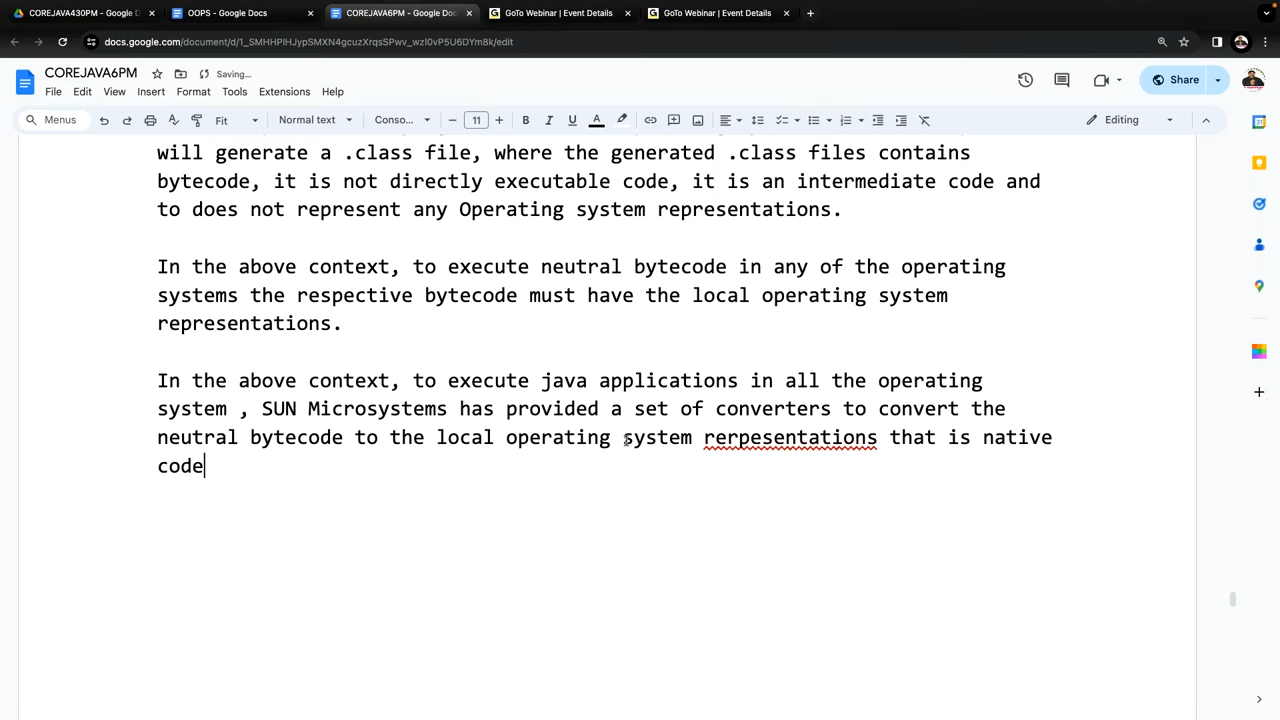 COREJAVA430PM - Google D
OOPS - Google Docs
COREJAVA6PM - Google Doc
GoTo Webinar | Event Details
GoTo Webinar | Event Details
COREJAVA6PM
Saving…
File Edit View Insert Format Tools Extensions Help
Share
Menus
Fit
Normal text
Conso...
11
Editing
will generate a .class file, where the generated .class files contains
bytecode, it is not directly executable code, it is an intermediate code and
to does not represent any Operating system representations.
In the above context, to execute neutral bytecode in any of the operating
systems the respective bytecode must have the local operating system
representations.
In the above context, to execute java applications in all the operating
system , SUN Microsystems has provided a set of converters to convert the
neutral bytecode to the local operating system rerpesentations that is native
code